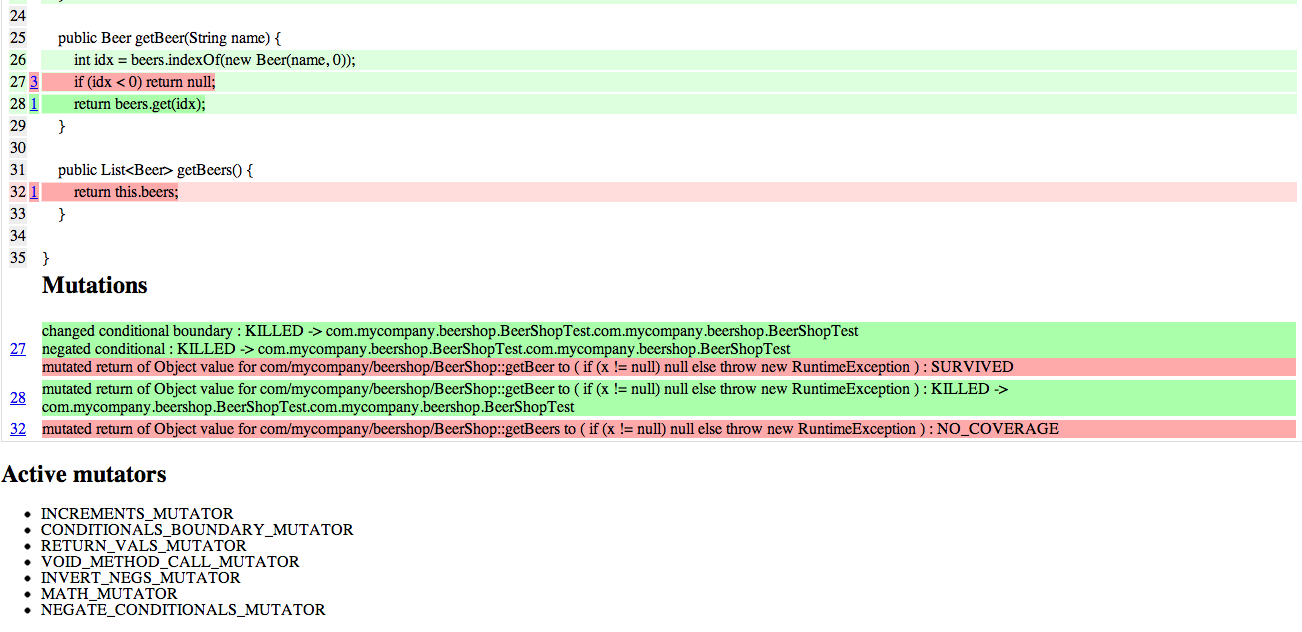 24
25 public Beer getBeer(String name) {
26 int idx = beers.indexOf(new Beer(name, 0));
27 3 if (idx < 0) return null;
28 1 return beers.get(idx);
29 }
30
31 public List<Beer> getBeers() {
32 1 return this.beers;
33 }
34
35 }
Mutations
changed conditional boundary : KILLED -> com.mycompany.beershop.BeerShopTest.com.mycompany.beershop.BeerShopTest
27 negated conditional : KILLED -> com.mycompany.beershop.BeerShopTest.com.mycompany.beershop.BeerShopTest
mutated return of Object value for com/mycompany/beershop/BeerShop::getBeer to ( if (x != null) null else throw new RuntimeException ) : SURVIVED
28 mutated return of Object value for com/mycompany/beershop/BeerShop::getBeer to ( if (x != null) null else throw new RuntimeException ) : KILLED ->
com.mycompany.beershop.BeerShopTest.com.mycompany.beershop.BeerShopTest
32 mutated return of Object value for com/mycompany/beershop/BeerShop::getBeers to ( if (x != null) null else throw new RuntimeException ) : NO_COVERAGE
Active mutators
• INCREMENTS_MUTATOR
• CONDITIONALS_BOUNDARY_MUTATOR
• RETURN_VALS_MUTATOR
• VOID_METHOD_CALL_MUTATOR
• INVERT_NEGS_MUTATOR
• MATH_MUTATOR
• NEGATE_CONDITIONALS_MUTATOR